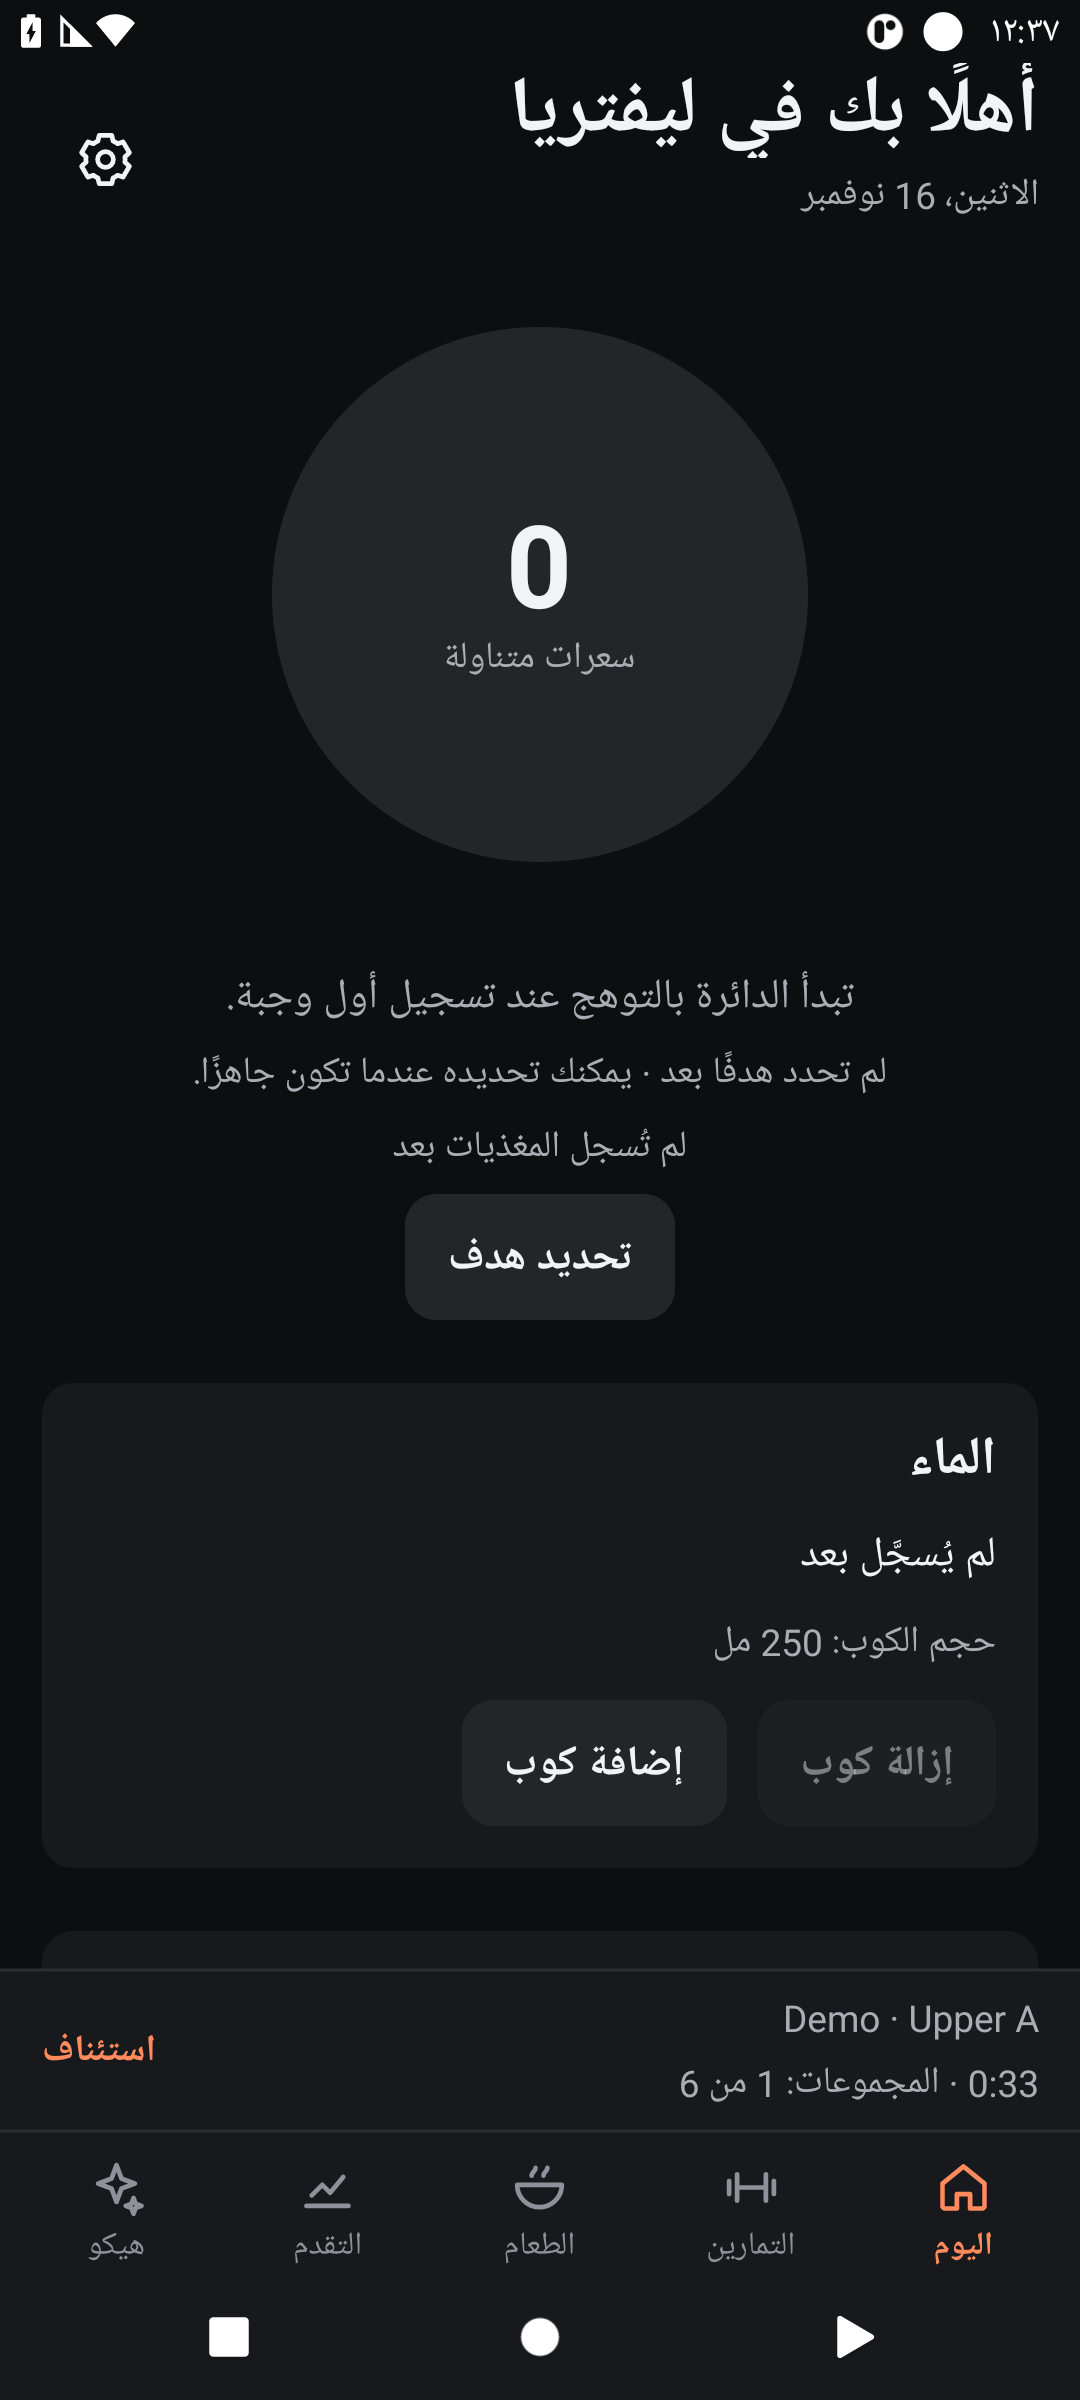 ١٢:٣٧
أهلًا بك في ليفتريا
الاثنين، 16 نوفمبر
0
سعرات متناولة
تبدأ الدائرة بالتوهج عند تسجيل أول وجبة.
لم تحدد هدفًا بعد · يمكنك تحديده عندما تكون جاهزًا.
لم تُسجل المغذيات بعد
تحديد هدف
الماء
لم يُسجَّل بعد
حجم الكوب: 250 مل
إزالة كوب
إضافة كوب
Demo · Upper A
0:33 · المجموعات: 1 من 6
استئناف
اليوم
التمارين
الطعام
التقدم
هيكو